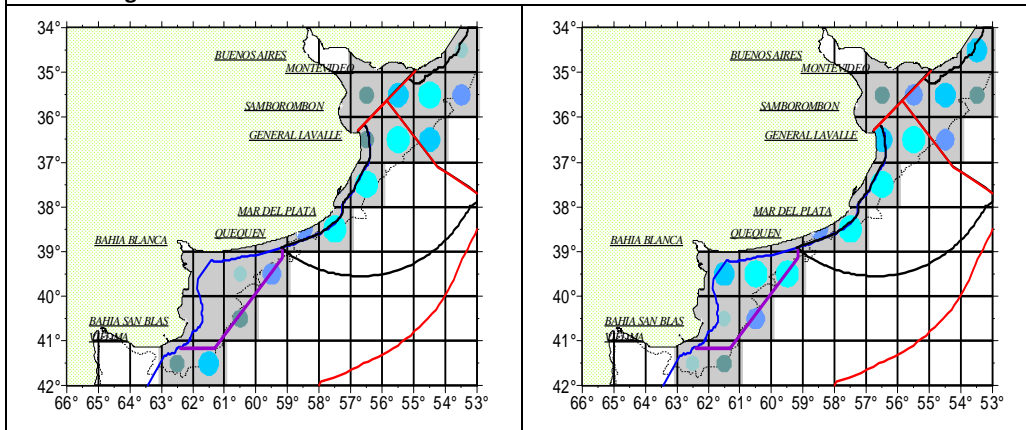 34°
35°
36°
37°
38°
39°
40°
41°
42°
BUENOS AIRES
MONTEVIDEO
SAMBOROMBON
GENERAL LAVALLE
MAR DEL PLATA
QUEQUEN
BAHIA BLANCA
BAHIA SAN BLAS
66° 65° 64° 63° 62° 61° 60° 59° 58° 57° 56° 55° 54° 53°
34°
35°
36°
37°
38°
39°
40°
41°
42°
BUENOS AIRES
MONTEVIDEO
SAMBOROMBON
GENERAL LAVALLE
MAR DEL PLATA
QUEQUEN
BAHIA BLANCA
BAHIA SAN BLAS
66° 65° 64° 63° 62° 61° 60° 59° 58° 57° 56° 55° 54° 53°